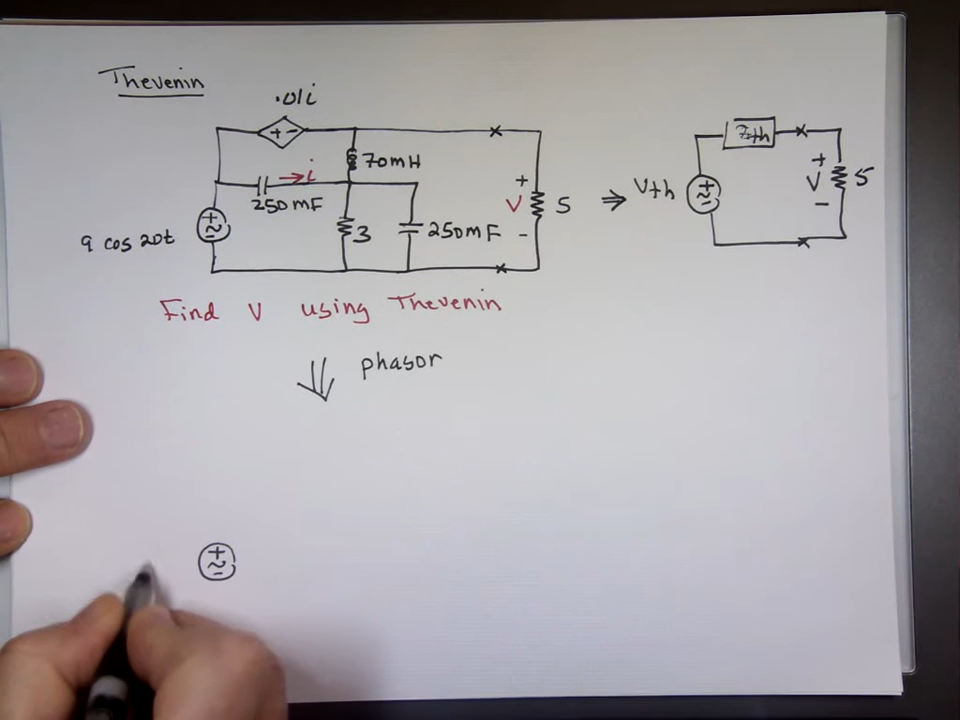 Thevenin
.01i
+ -
70mH
i
250mF
+
~
-
9 cos 20t
3
250mF
+
V
-
5
⇒
Vth
+
~
-
Zth
+
V
-
5
Find V using Thevenin
⇓ phasor
+
~
-